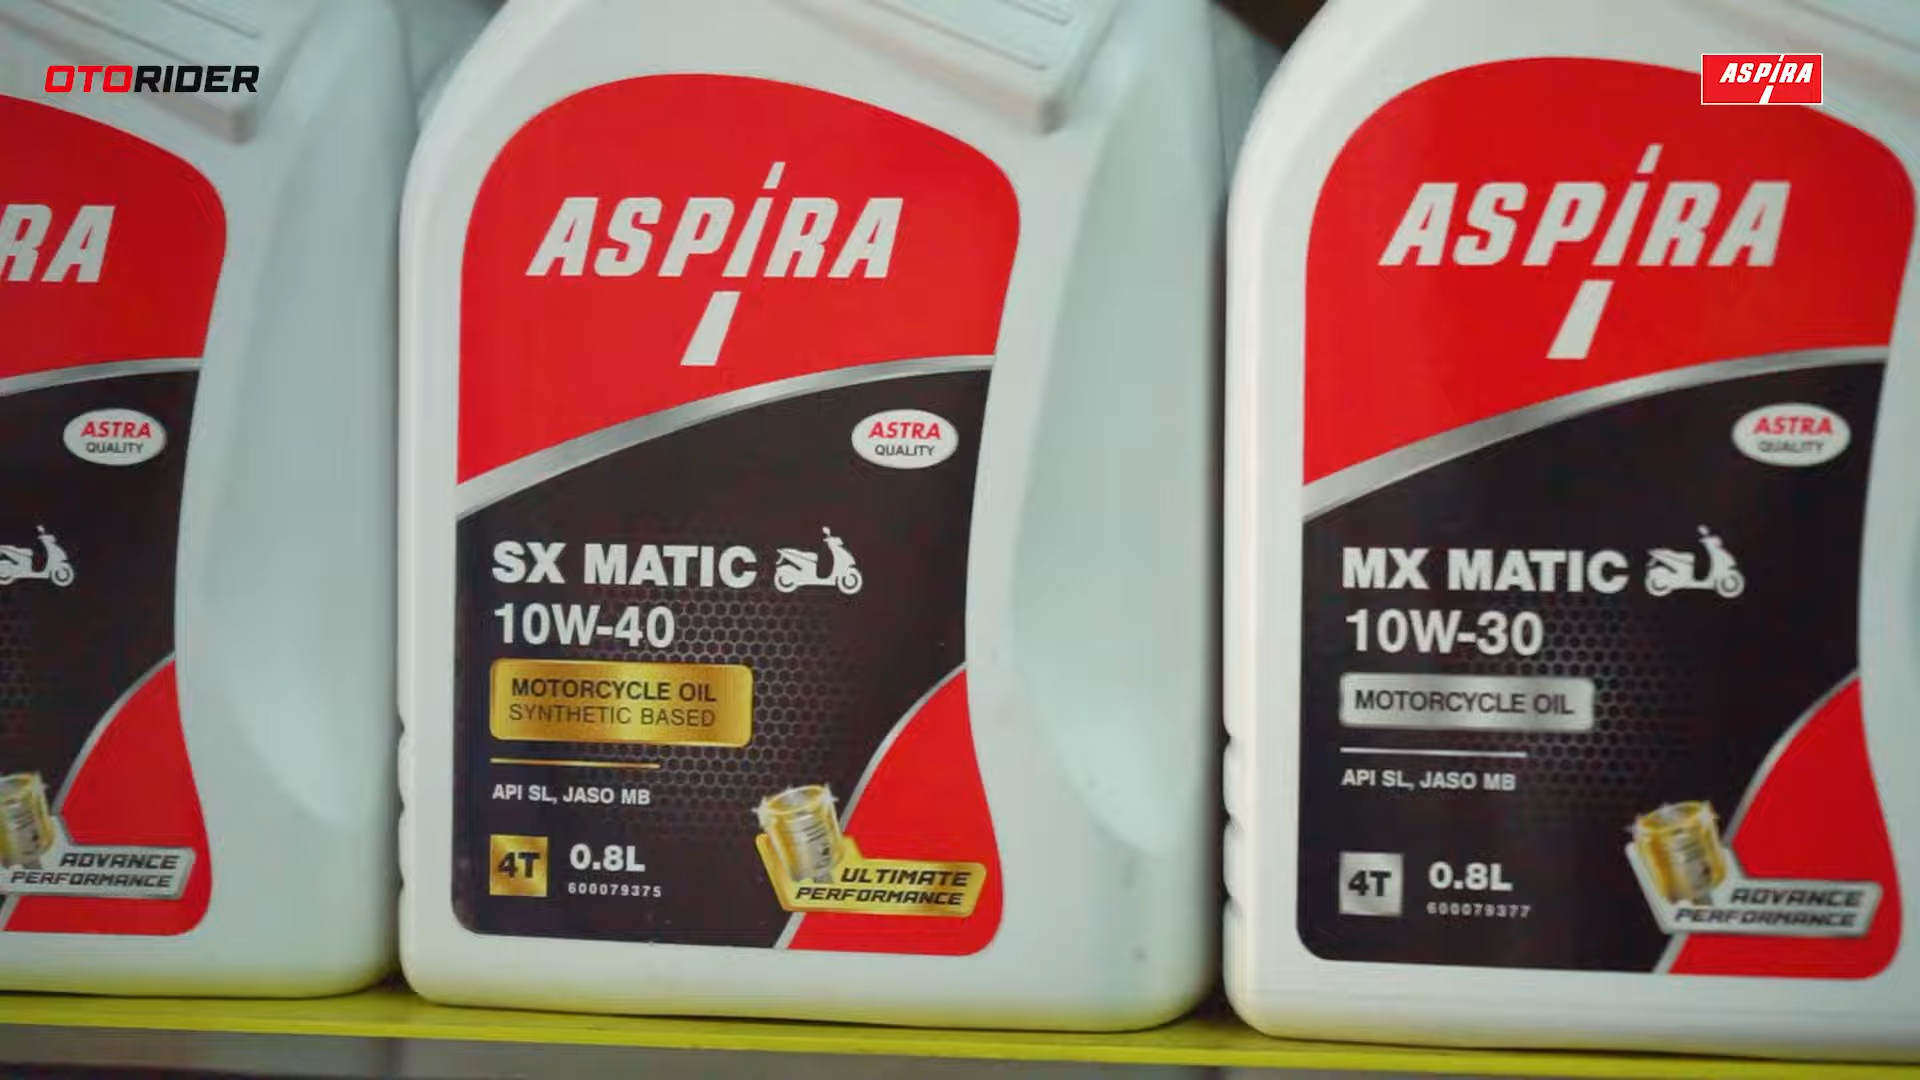 OTORIDER
ASPIRA
RA
ASTRA
QUALITY
ADVANCE
PERFORMANCE
ASPIRA
ASTRA
QUALITY
SX MATIC
10W-40
MOTORCYCLE OIL
SYNTHETIC BASED
API SL, JASO MB
4T 0.8L
600079375
ULTIMATE
PERFORMANCE
ASPIRA
ASTRA
QUALITY
MX MATIC
10W-30
MOTORCYCLE OIL
API SL, JASO MB
4T 0.8L
600079377
ADVANCE
PERFORMANCE